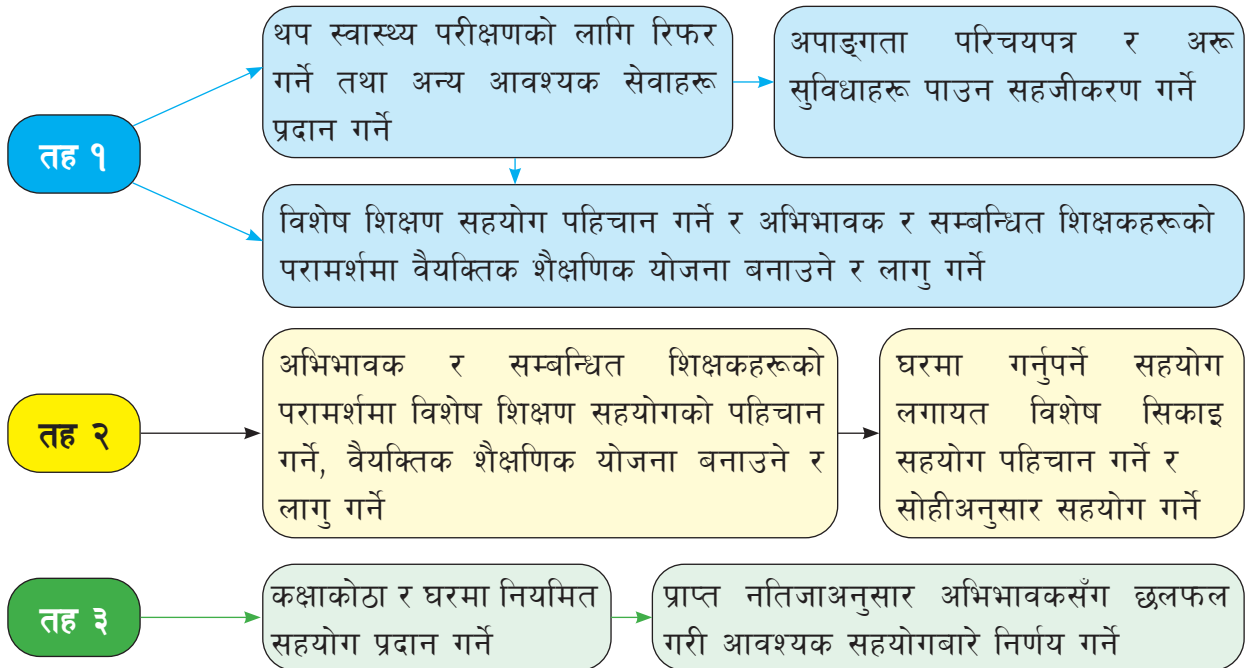 तह १
थप स्वास्थ्य परीक्षणको लागि रिफर
गर्ने तथा अन्य आवश्यक सेवाहरू
प्रदान गर्ने
अपाङ्गता परिचयपत्र र अरू
सुविधाहरू पाउन सहजीकरण गर्ने
विशेष शिक्षण सहयोग पहिचान गर्ने र अभिभावक र सम्बन्धित शिक्षकहरूको
परामर्शमा वैयक्तिक शैक्षणिक योजना बनाउने र लागु गर्ने
तह २
अभिभावक र सम्बन्धित शिक्षकहरूको
परामर्शमा विशेष शिक्षण सहयोगको पहिचान
गर्ने, वैयक्तिक शैक्षणिक योजना बनाउने र
लागु गर्ने
घरमा गर्नुपर्ने सहयोग
लगायत विशेष सिकाइ
सहयोग पहिचान गर्ने र
सोहीअनुसार सहयोग गर्ने
तह ३
कक्षाकोठा र घरमा नियमित
सहयोग प्रदान गर्ने
प्राप्त नतिजाअनुसार अभिभावकसँग छलफल
गरी आवश्यक सहयोगबारे निर्णय गर्ने